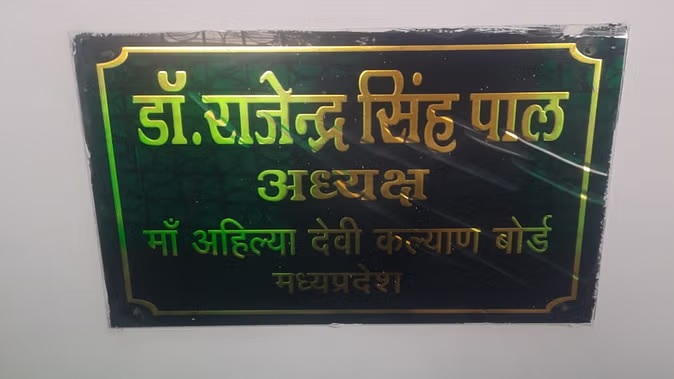 डॉ.राजेन्द्र सिंह पाल
अध्यक्ष
माँ अहिल्या देवी कल्याण बोर्ड
मध्यप्रदेश